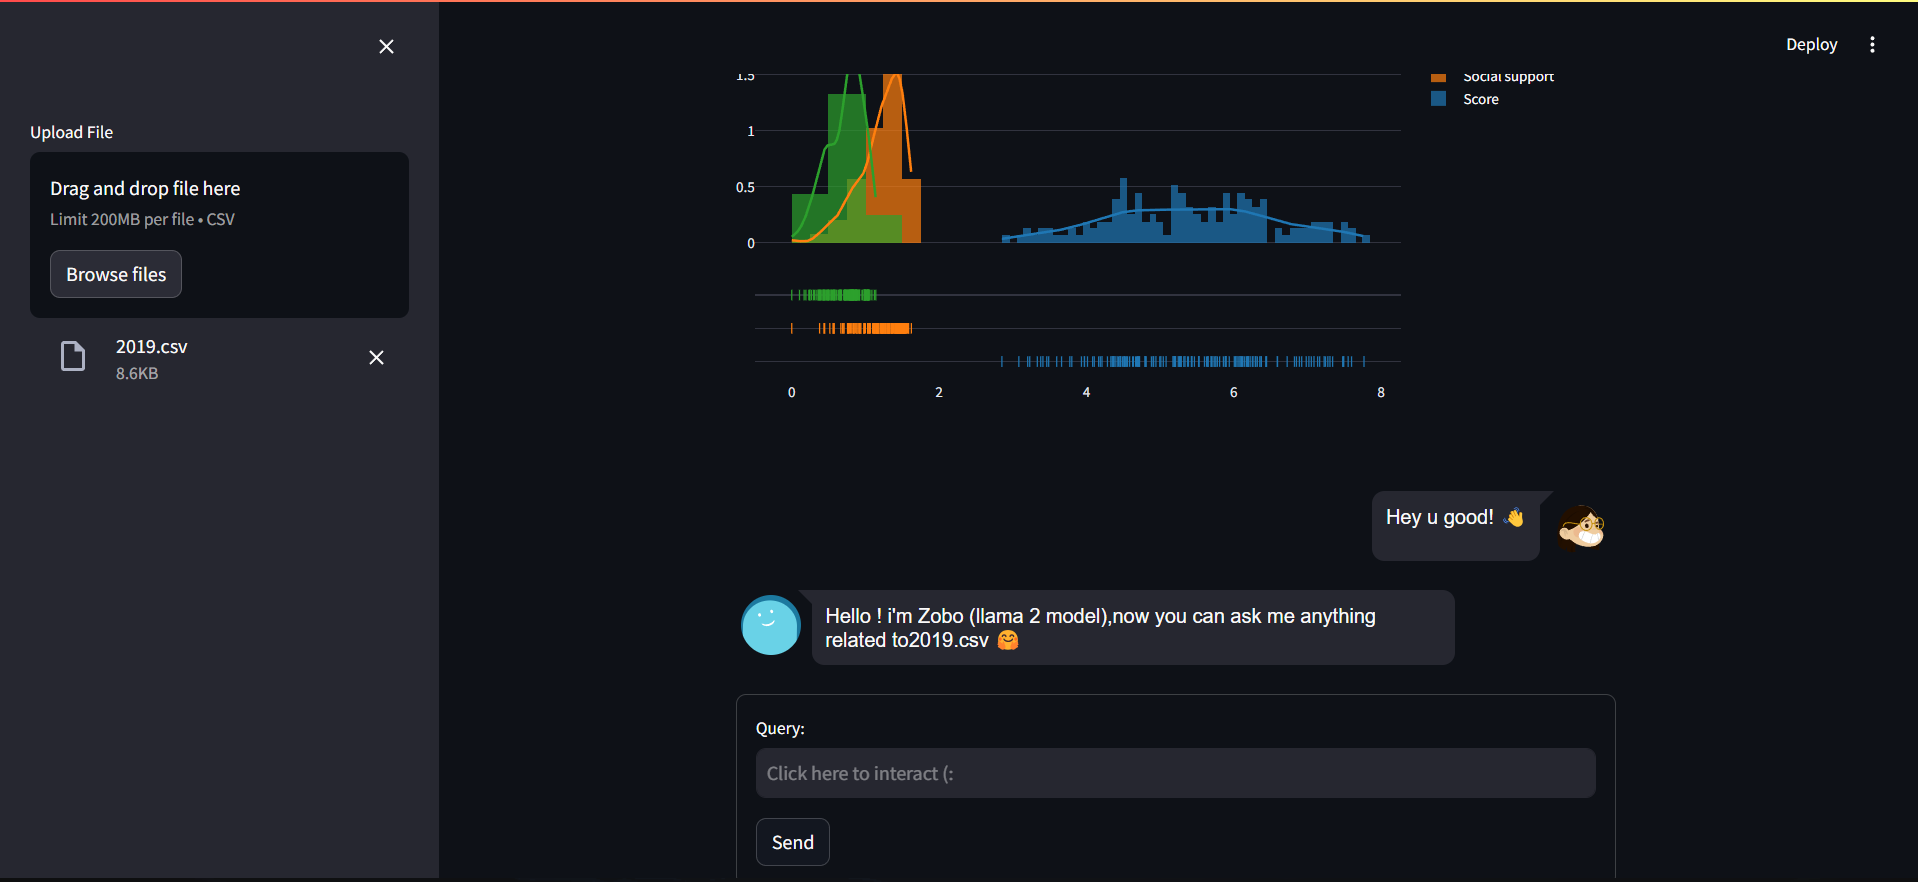 Deploy
Upload File
Drag and drop file here
Limit 200MB per file • CSV
Browse files
2019.csv
8.6KB
1.5
1
0.5
0
Social support
Score
0 2 4 6 8
Hey u good! 👋
Hello ! i'm Zobo (llama 2 model),now you can ask me anything
related to2019.csv 🤗
Query:
Click here to interact (:
Send